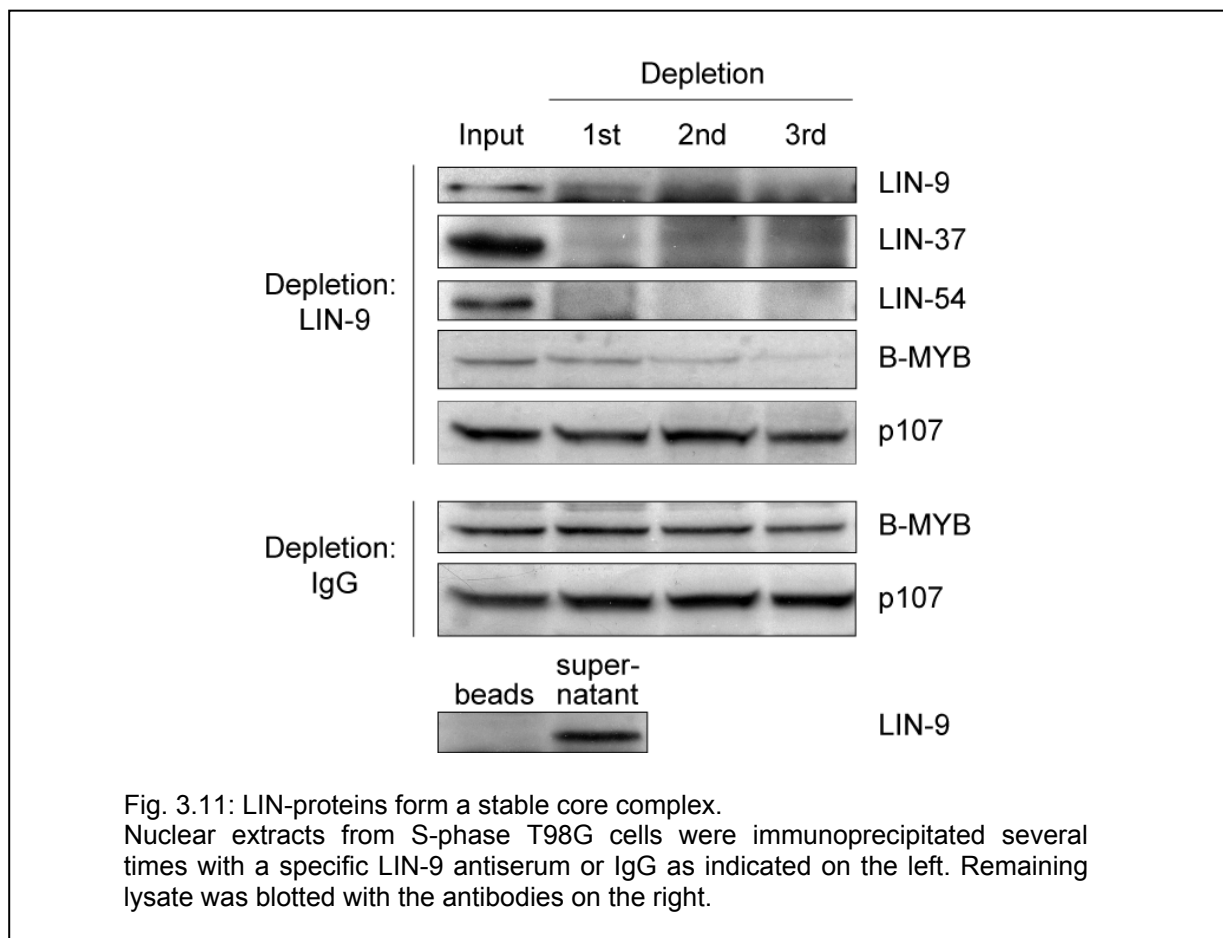 Depletion
Input 1st 2nd 3rd
LIN-9
LIN-37
Depletion:
LIN-9
LIN-54
B-MYB
p107
B-MYB
Depletion:
IgG
p107
super-
beads natant
LIN-9
Fig. 3.11: LIN-proteins form a stable core complex.
Nuclear extracts from S-phase T98G cells were immunoprecipitated several
times with a specific LIN-9 antiserum or IgG as indicated on the left. Remaining
lysate was blotted with the antibodies on the right.